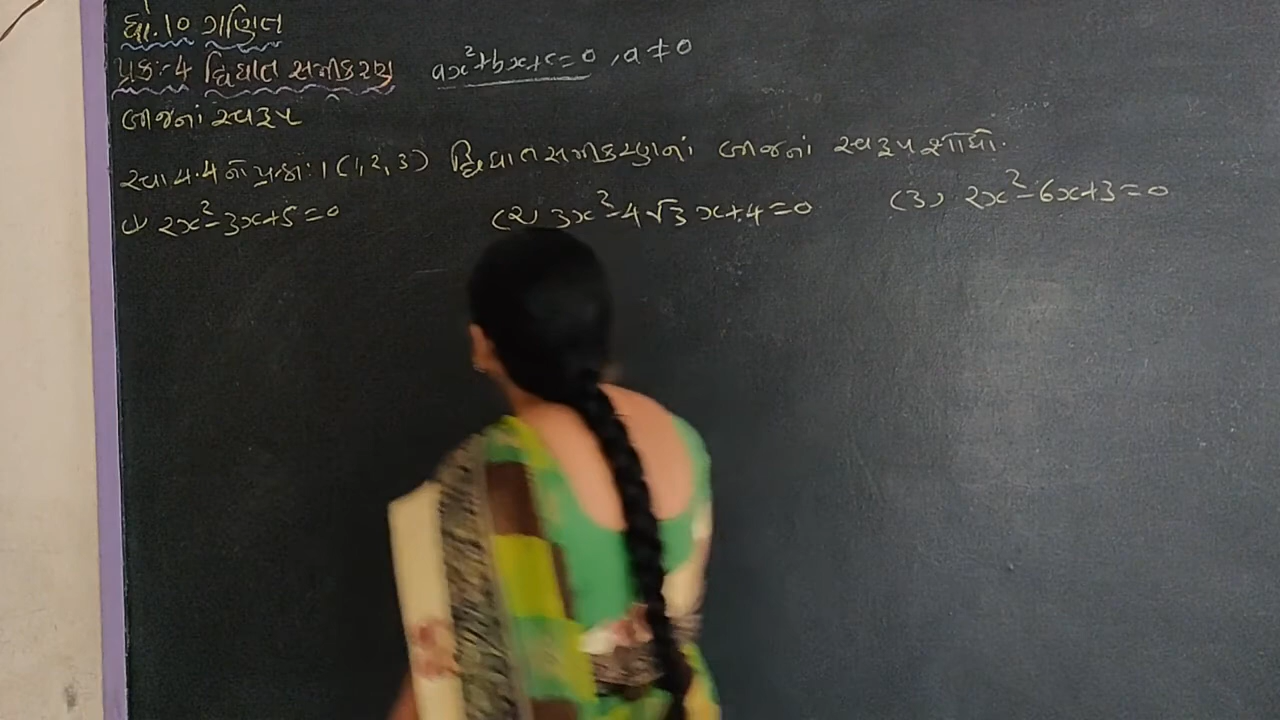 ધો.10 ગણિત
પ્રક:-4 દ્વિઘાત સમીકરણ ax²+bx+c=0, a≠0
બીજનાં સ્વરૂપ
સ્વા 4.4 નો પ્રશ્ન:1 (1,2,3) દ્વિઘાત સમીકરણનાં બીજનાં સ્વરૂપ શોધો.
(1) 2x²-3x+5=0 (2) 3x²-4√3x+4=0 (3) 2x²-6x+3=0